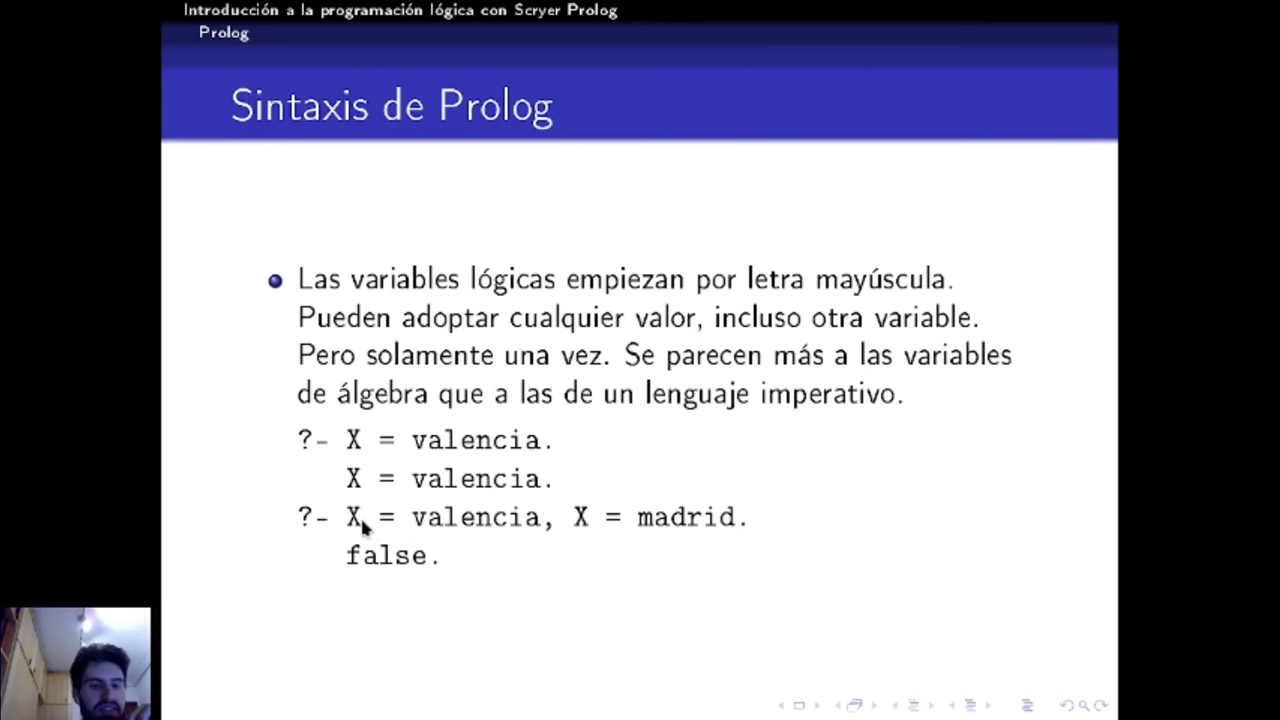 Introducción a la programación lógica con Scryer Prolog
Prolog
Sintaxis de Prolog
Las variables lógicas empiezan por letra mayúscula.
Pueden adoptar cualquier valor, incluso otra variable.
Pero solamente una vez. Se parecen más a las variables
de álgebra que a las de un lenguaje imperativo.
?- X = valencia.
X = valencia.
?- X = valencia, X = madrid.
false.